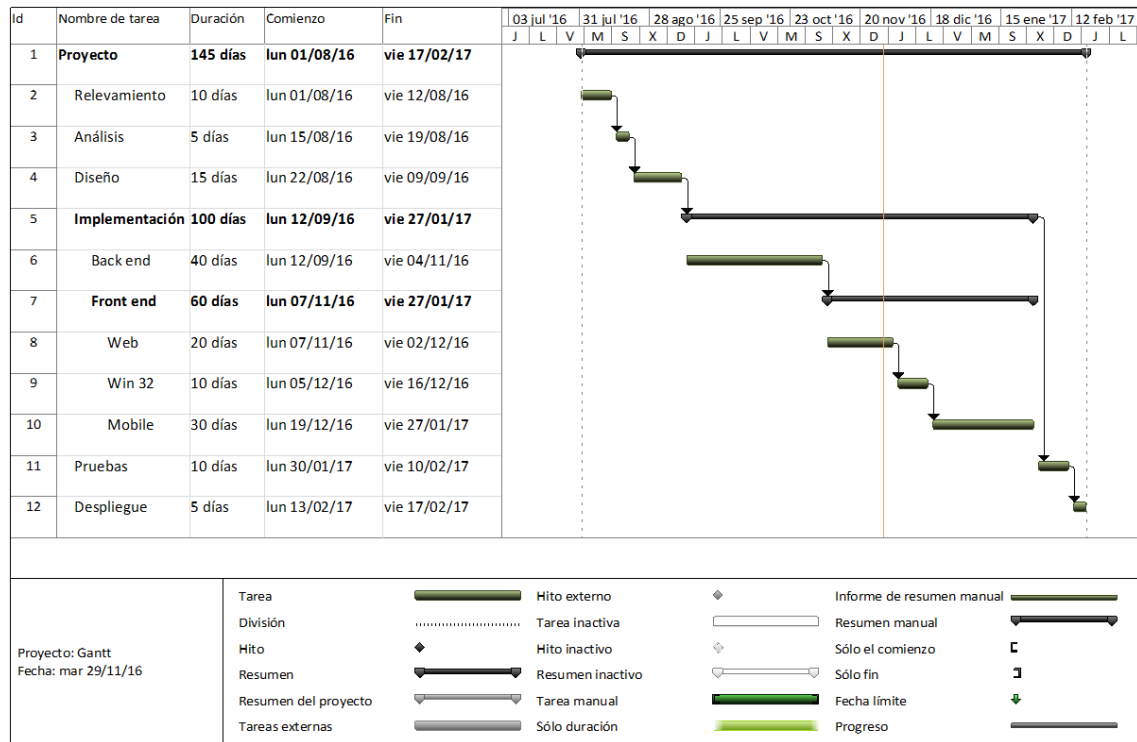 Id Nombre de tarea Duración Comienzo Fin 03 jul '16 31 jul '16 28 ago '16 25 sep '16 23 oct '16 20 nov '16 18 dic '16 15 ene '17 12 feb '17
J L V M S X D J L V M S X D J L V M S X D J L
1 Proyecto 145 días lun 01/08/16 vie 17/02/17
2 Relevamiento 10 días lun 01/08/16 vie 12/08/16
3 Análisis 5 días lun 15/08/16 vie 19/08/16
4 Diseño 15 días lun 22/08/16 vie 09/09/16
5 Implementación 100 días lun 12/09/16 vie 27/01/17
6 Back end 40 días lun 12/09/16 vie 04/11/16
7 Front end 60 días lun 07/11/16 vie 27/01/17
8 Web 20 días lun 07/11/16 vie 02/12/16
9 Win 32 10 días lun 05/12/16 vie 16/12/16
10 Mobile 30 días lun 19/12/16 vie 27/01/17
11 Pruebas 10 días lun 30/01/17 vie 10/02/17
12 Despliegue 5 días lun 13/02/17 vie 17/02/17
Proyecto: Gantt
Fecha: mar 29/11/16
Tarea Hito externo Informe de resumen manual
División Tarea inactiva Resumen manual
Hito Hito inactivo Sólo el comienzo
Resumen Resumen inactivo Sólo fin
Resumen del proyecto Tarea manual Fecha límite
Tareas externas Sólo duración Progreso